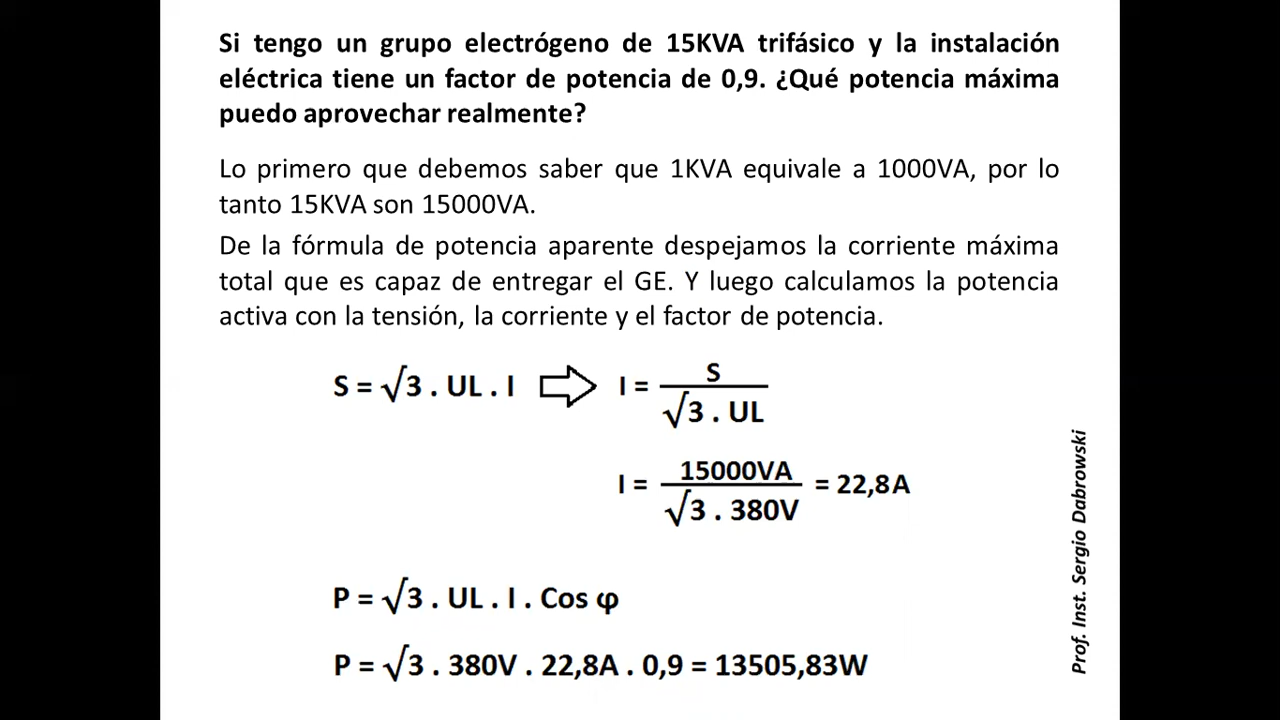 Si tengo un grupo electrógeno de 15KVA trifásico y la instalación
eléctrica tiene un factor de potencia de 0,9. ¿Qué potencia máxima
puedo aprovechar realmente?
Lo primero que debemos saber que 1KVA equivale a 1000VA, por lo
tanto 15KVA son 15000VA.
De la fórmula de potencia aparente despejamos la corriente máxima
total que es capaz de entregar el GE. Y luego calculamos la potencia
activa con la tensión, la corriente y el factor de potencia.
S = √3 . UL . I ⇨ I = S / √3 . UL
I = 15000VA / √3 . 380V = 22,8A
P = √3 . UL . I . Cos φ
P = √3 . 380V . 22,8A . 0,9 = 13505,83W
Prof. Inst. Sergio Dabrowski